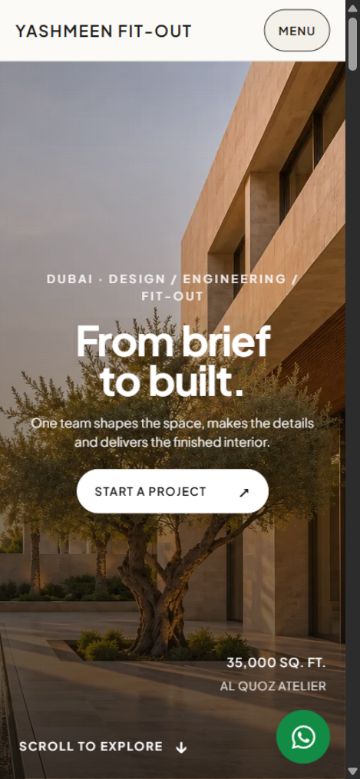 YASHMEEN FIT-OUT
MENU
DUBAI · DESIGN / ENGINEERING /
FIT-OUT
From brief
to built.
One team shapes the space, makes the details
and delivers the finished interior.
START A PROJECT ↗
35,000 SQ. FT.
AL QUOZ ATELIER
SCROLL TO EXPLORE ↓